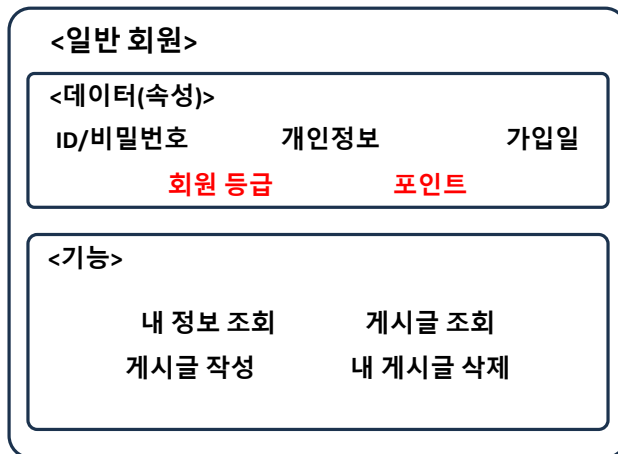 <일반 회원>
<데이터(속성)>
ID/비밀번호 개인정보 가입일
회원 등급 포인트
<기능>
내 정보 조회 게시글 조회
게시글 작성 내 게시글 삭제